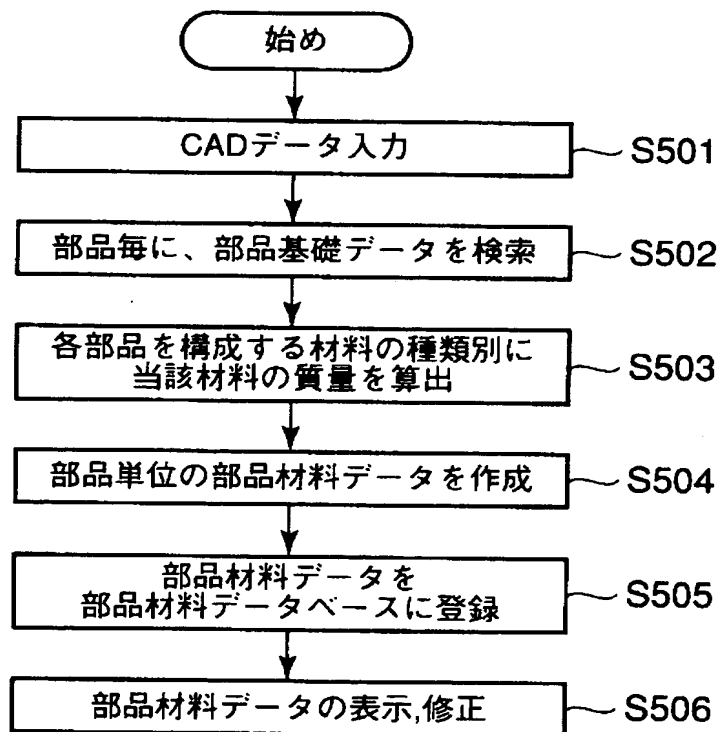 始め
CADデータ入力
S501
部品毎に、部品基礎データを検索
S502
各部品を構成する材料の種類別に
当該材料の質量を算出
S503
部品単位の部品材料データを作成
S504
部品材料データを
部品材料データベースに登録
S505
部品材料データの表示,修正
S506